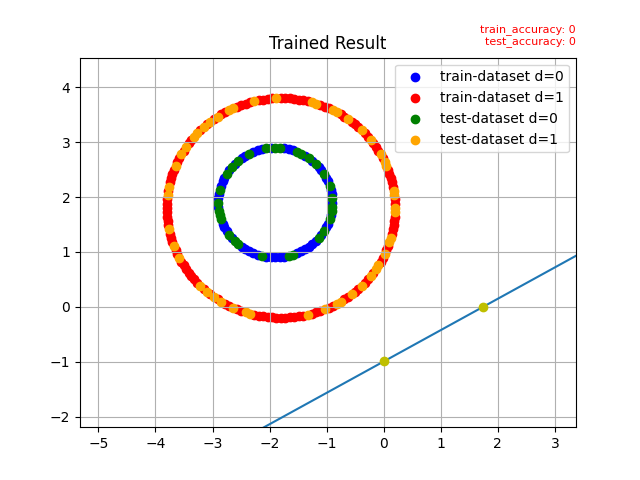 train_accuracy: 0
test_accuracy: 0
Trained Result
train-dataset d=0
train-dataset d=1
test-dataset d=0
test-dataset d=1
4
3
2
1
0
−1
−2
−5 −4 −3 −2 −1 0 1 2 3